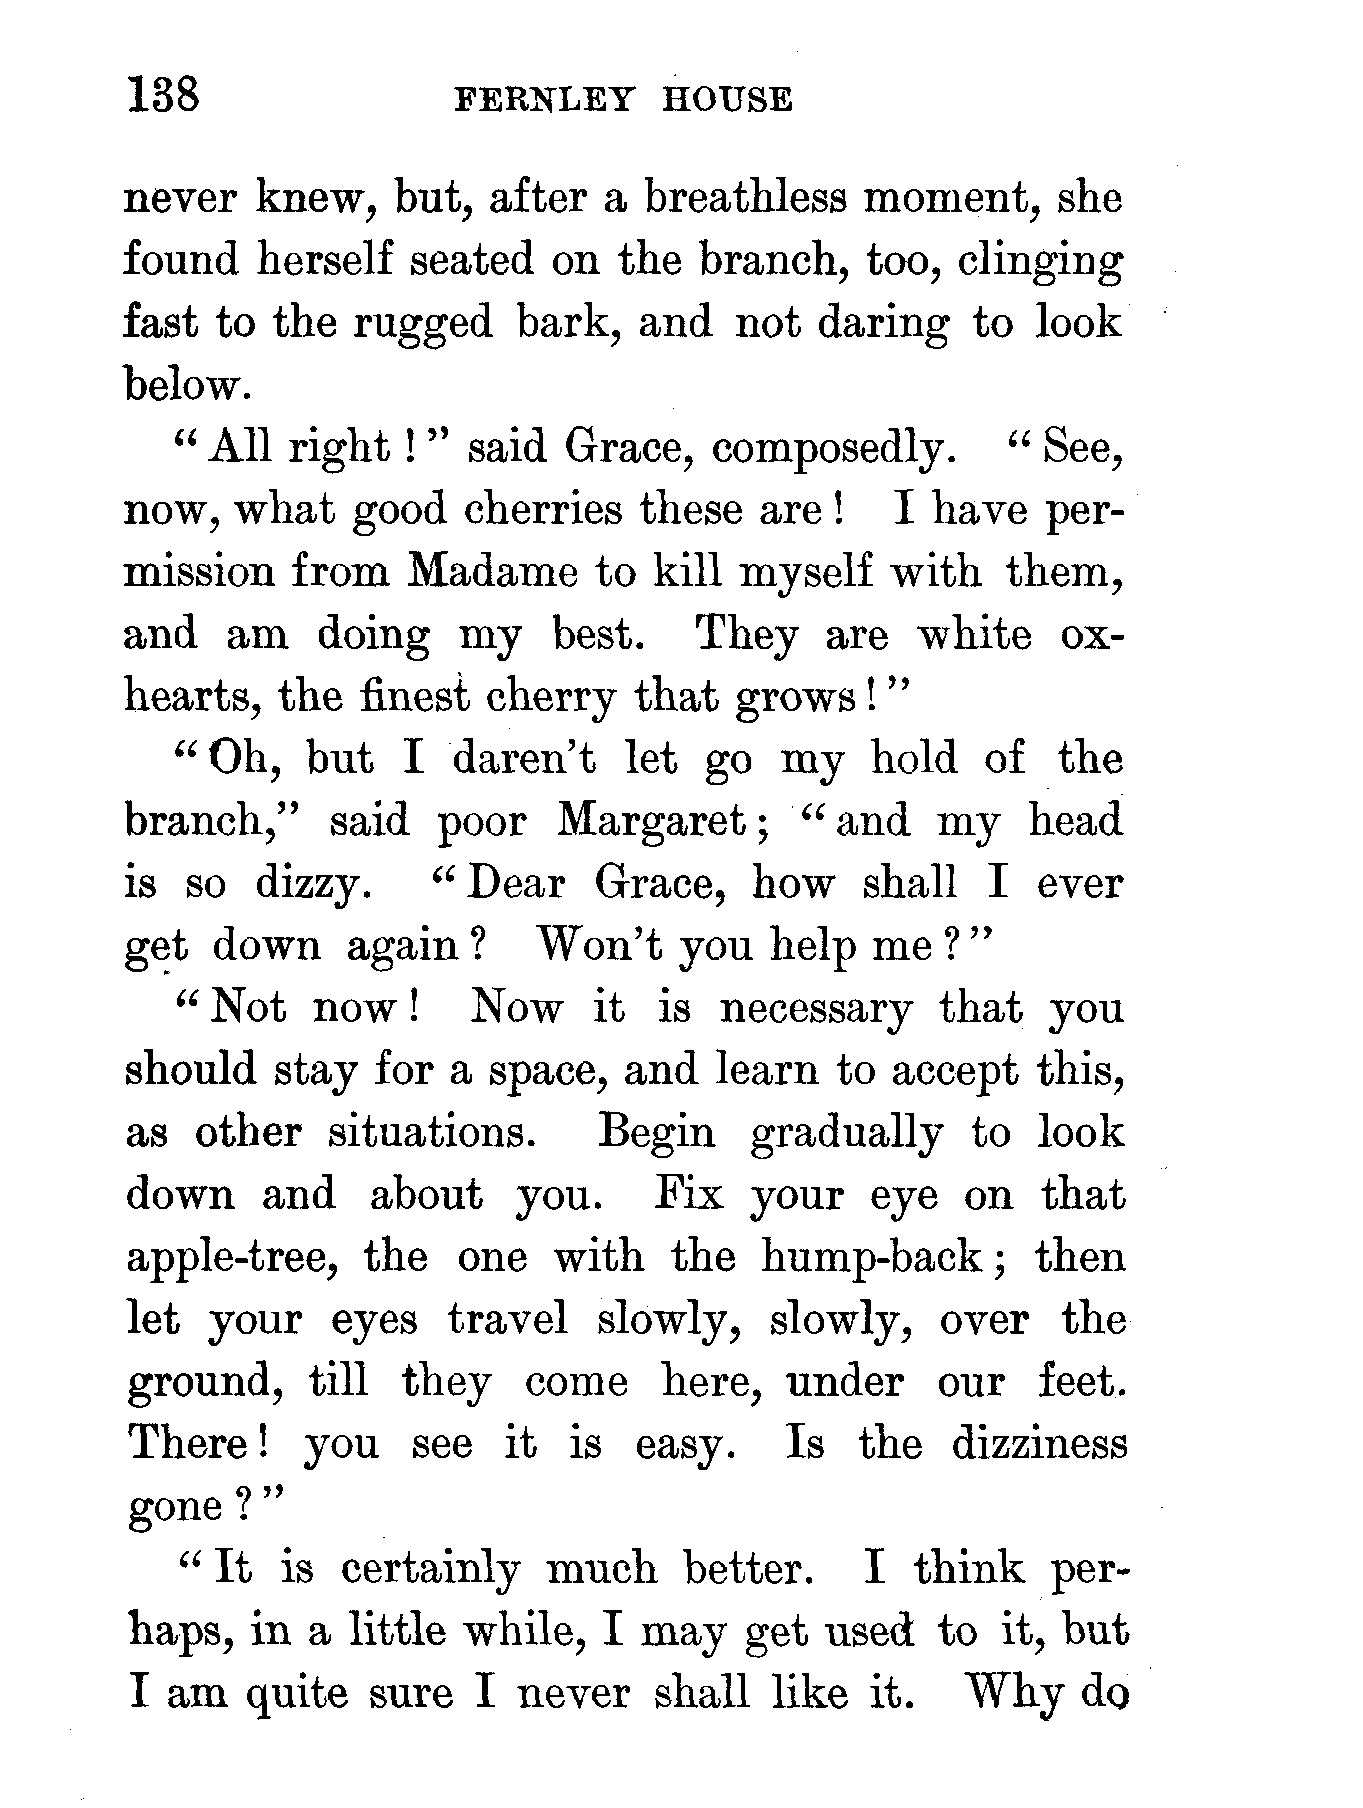 138 FERNLEY HOUSE
never knew, but, after a breathless moment, she
found herself seated on the branch, too, clinging
fast to the rugged bark, and not daring to look
below.
“ All right ! ” said Grace, composedly. “ See,
now, what good cherries these are ! I have per-
mission from Madame to kill myself with them,
and am doing my best. They are white ox-
hearts, the finest cherry that grows ! ”
“ Oh, but I daren’t let go my hold of the
branch,” said poor Margaret ; “ and my head
is so dizzy. “ Dear Grace, how shall I ever
get down again ? Won’t you help me ? ”
“ Not now ! Now it is necessary that you
should stay for a space, and learn to accept this,
as other situations. Begin gradually to look
down and about you. Fix your eye on that
apple-tree, the one with the hump-back ; then
let your eyes travel slowly, slowly, over the
ground, till they come here, under our feet.
There ! you see it is easy. Is the dizziness
gone ? ”
“ It is certainly much better. I think per-
haps, in a little while, I may get used to it, but
I am quite sure I never shall like it. Why do